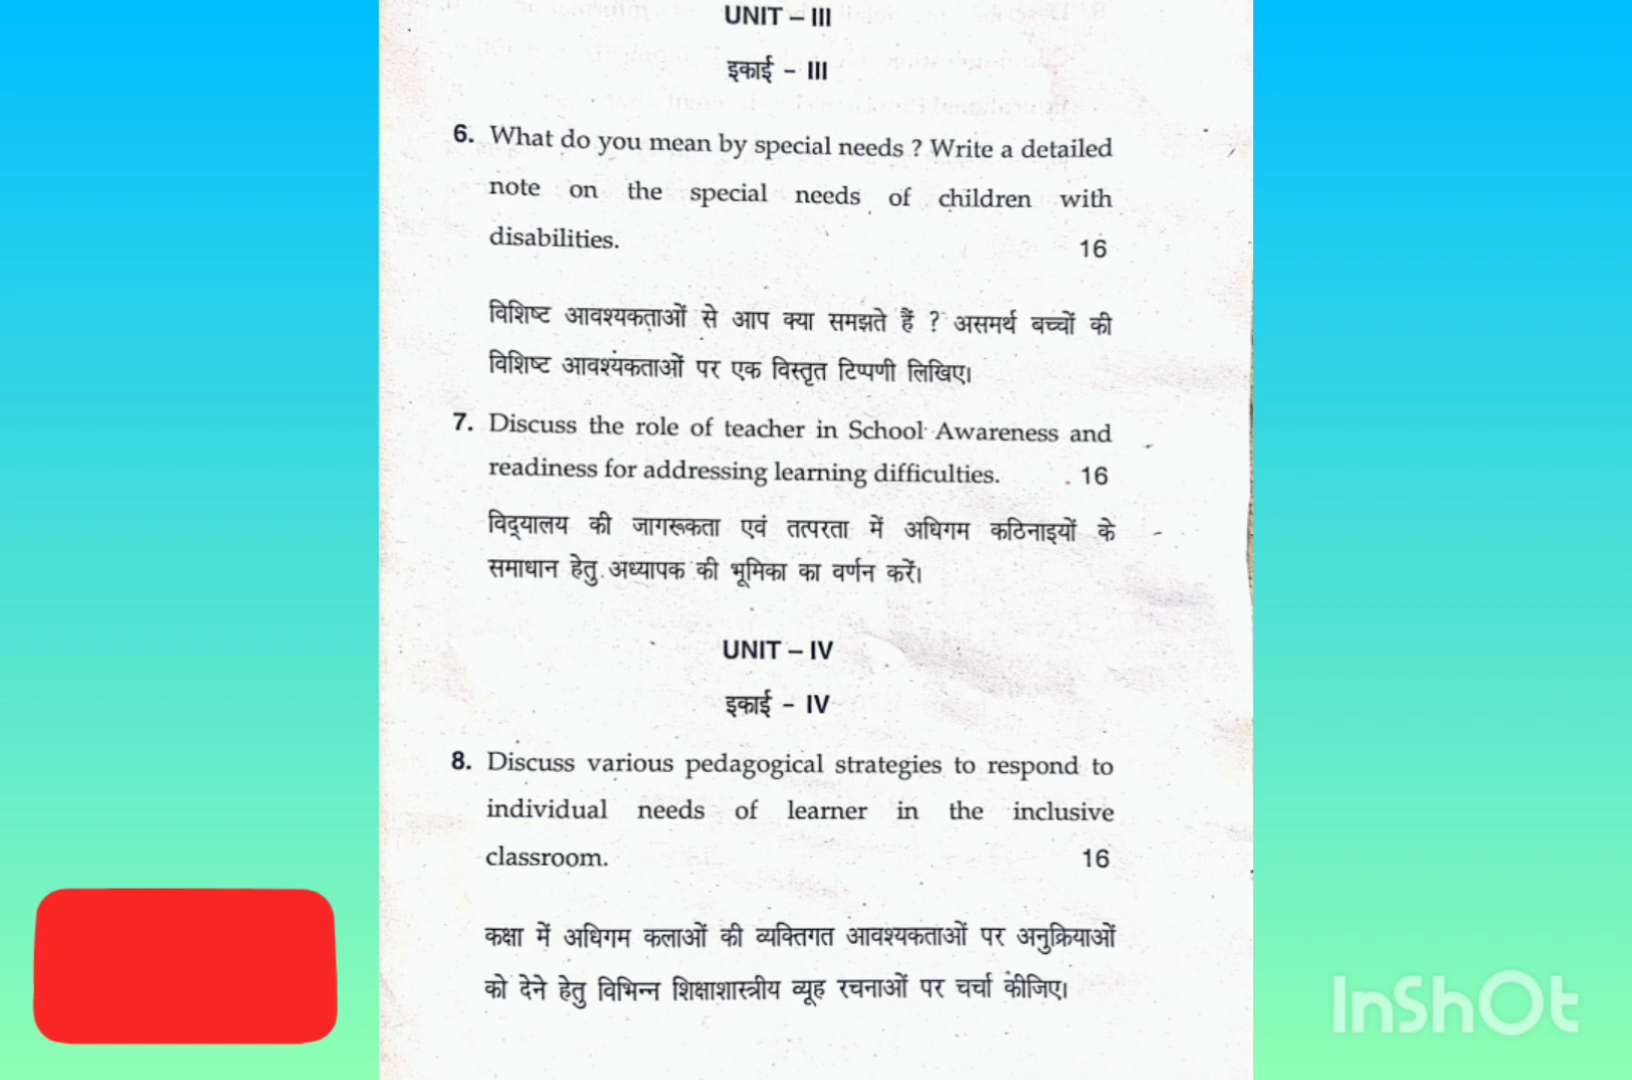 UNIT – III
इकाई – III
6. What do you mean by special needs ? Write a detailed
note on the special needs of children with
disabilities. 16
विशिष्ट आवश्यकताओं से आप क्या समझते हैं ? असमर्थ बच्चों की
विशिष्ट आवश्यकताओं पर एक विस्तृत टिप्पणी लिखिए।
7. Discuss the role of teacher in School Awareness and
readiness for addressing learning difficulties. 16
विद्यालय की जागरूकता एवं तत्परता में अधिगम कठिनाइयों के
समाधान हेतु अध्यापक की भूमिका का वर्णन करें।
UNIT – IV
इकाई – IV
8. Discuss various pedagogical strategies to respond to
individual needs of learner in the inclusive
classroom. 16
कक्षा में अधिगम कलाओं की व्यक्तिगत आवश्यकताओं पर अनुक्रियाओं
को देने हेतु विभिन्न शिक्षाशास्त्रीय व्यूह रचनाओं पर चर्चा कीजिए।
InShOt